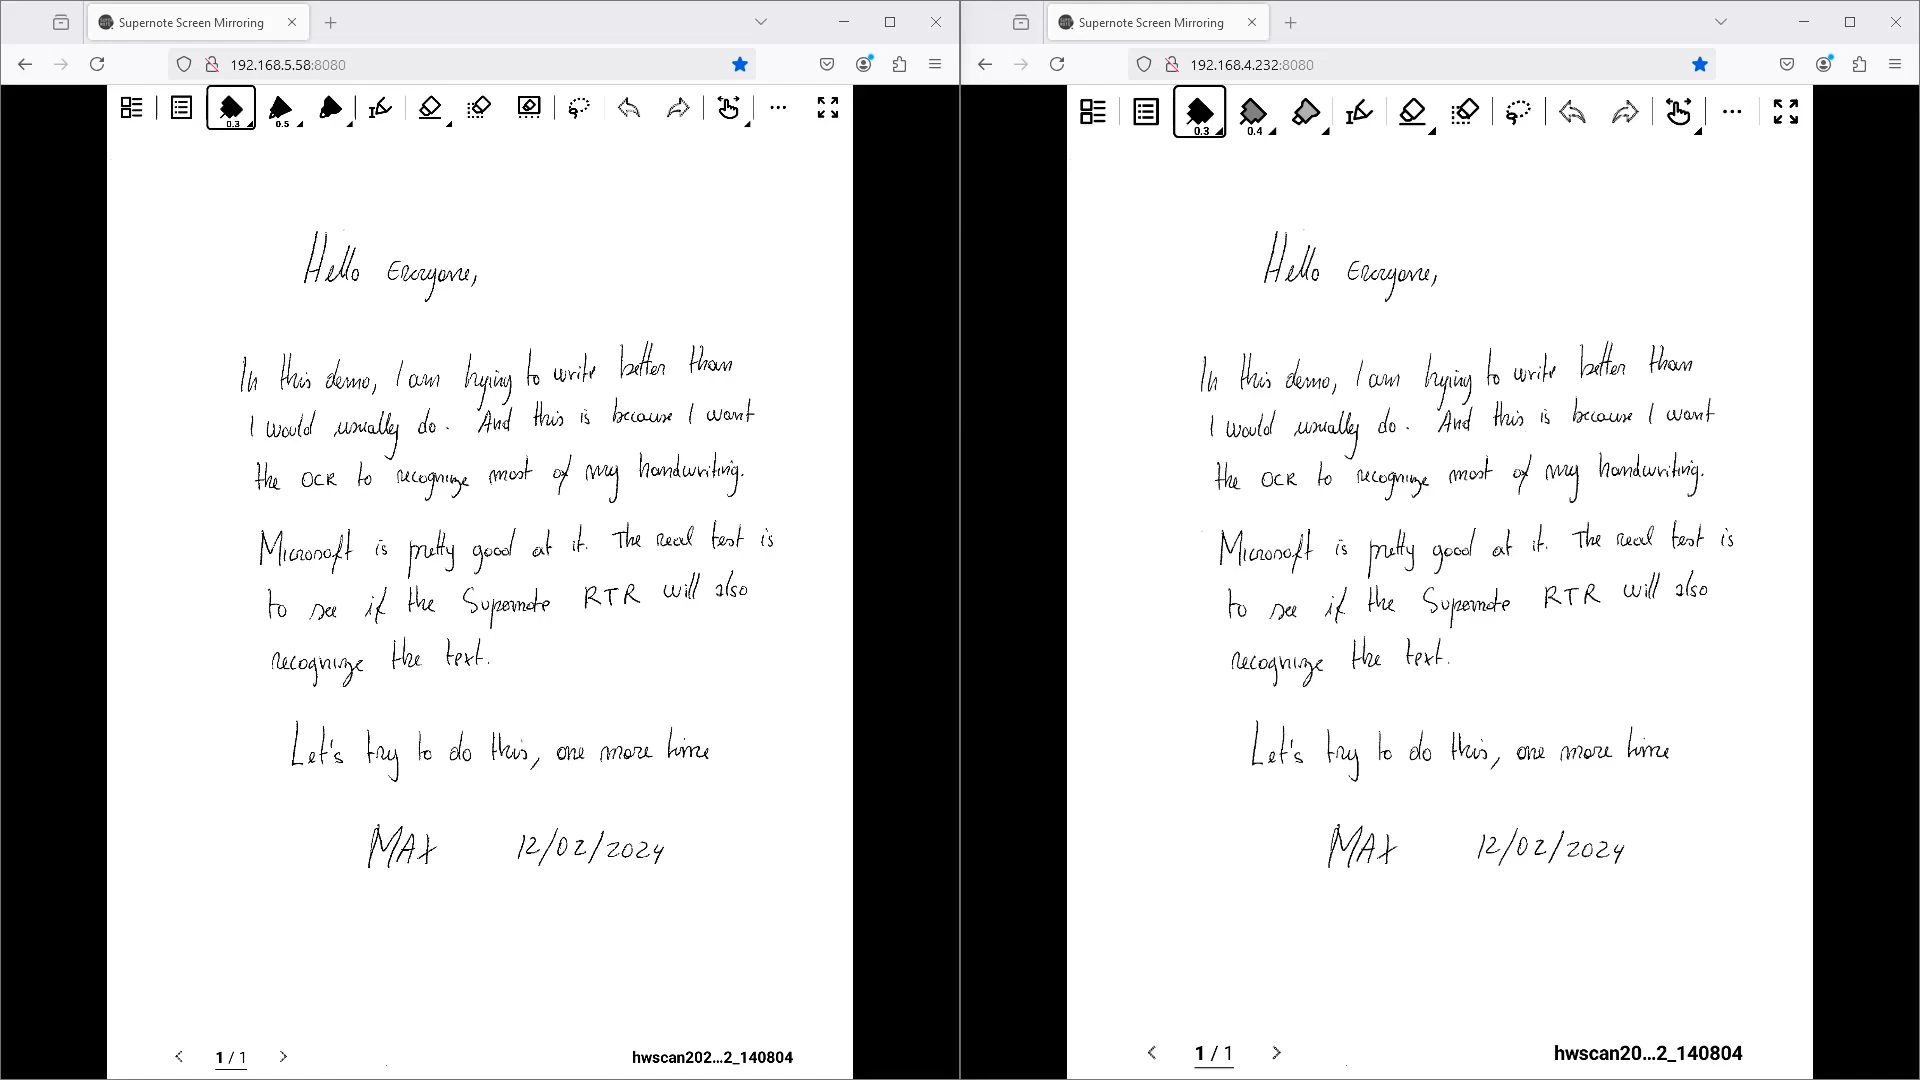 Supernote Screen Mirroring
192.168.5.58:8080
0.3
0.5
Hello Everyone,
In this demo, I am trying to write better than
I would usually do. And this is because I want
the OCR to recognize most of my handwriting.
Microsoft is pretty good at it. The real test is
to see if the Supernote RTR will also
recognize the text.
Let's try to do this, one more time
MAX 12/02/2024
1 / 1
hwscan202...2_140804
Supernote Screen Mirroring
192.168.4.232:8080
0.3
0.4
Hello Everyone,
In this demo, I am trying to write better than
I would usually do. And this is because I want
the OCR to recognize most of my handwriting.
Microsoft is pretty good at it. The real test is
to see if the Supernote RTR will also
recognize the text.
Let's try to do this, one more time
MAX 12/02/2024
1 / 1
hwscan20...2_140804